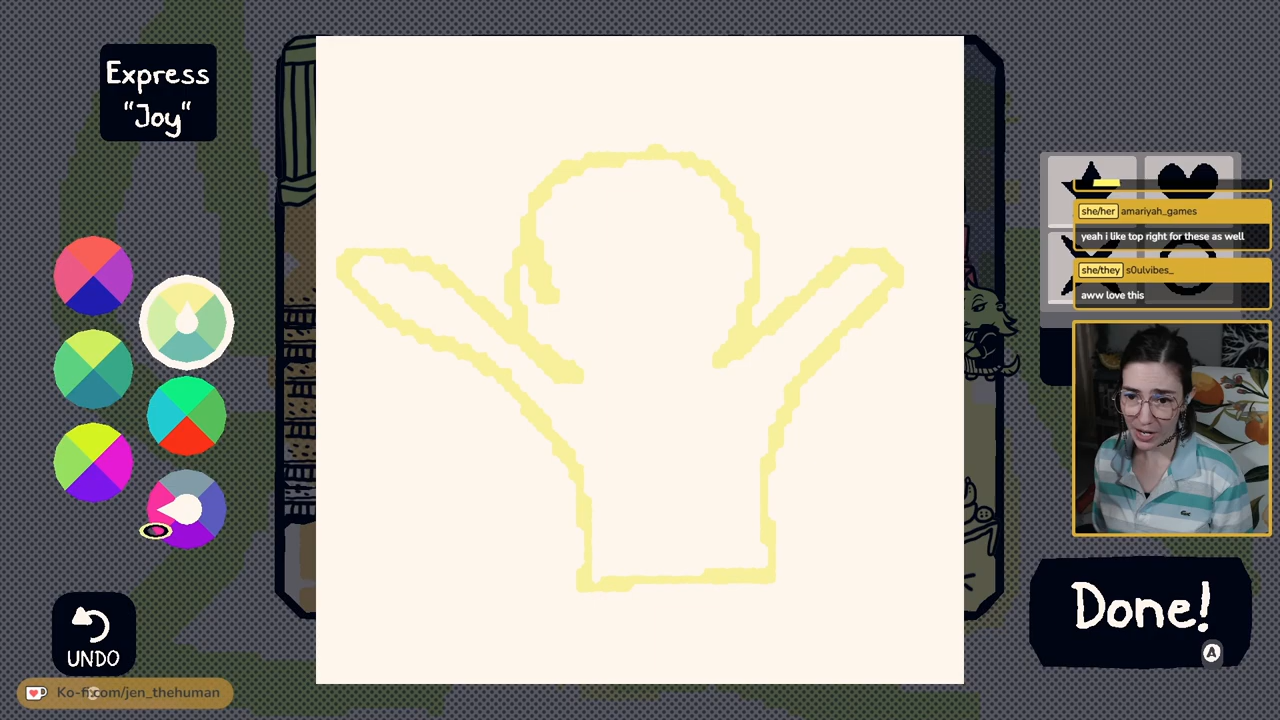 Express
"Joy"
she/her amariyah_games
yeah i like top right for these as well
she/they s0ulvibes_
aww love this
Done!
A
UNDO
Ko-fi.com/jen_thehuman